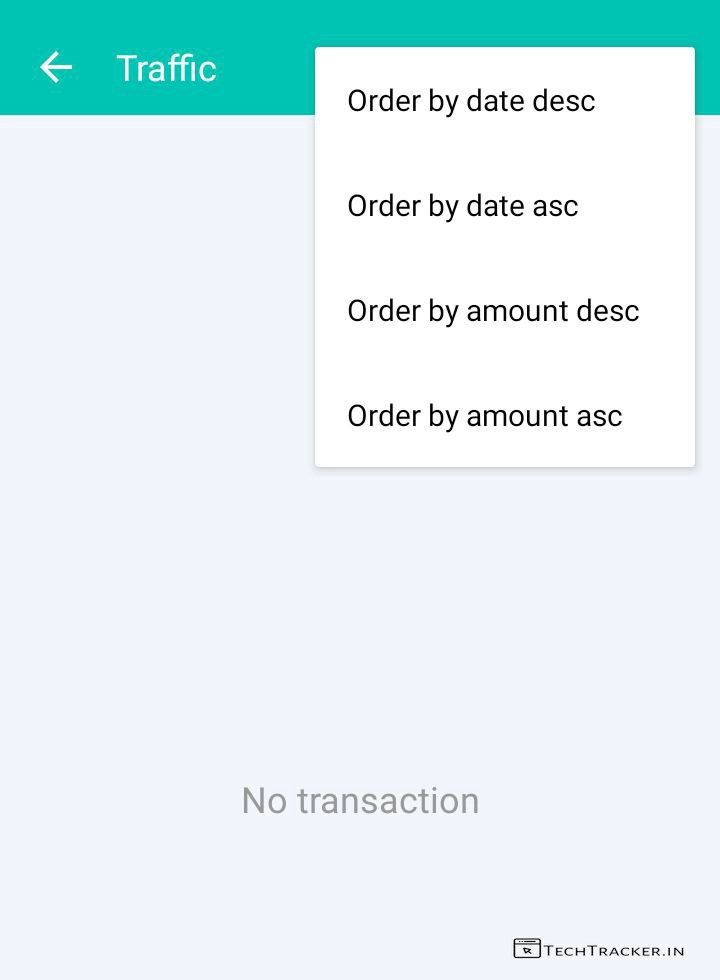 Traffic
Order by date desc
Order by date asc
Order by amount desc
Order by amount asc
No transaction
TECHTRACKER.IN